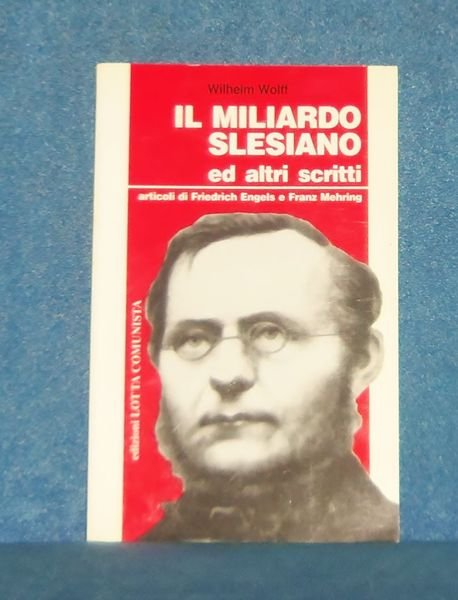 Wilhelm Wolff
IL MILIARDO
SLESIANO
ed altri scritti
articoli di Friedrich Engels e Franz Mehring
edizioni LOTTA COMUNISTA